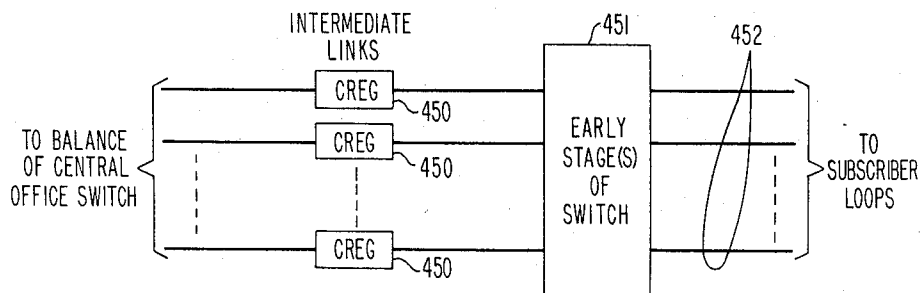 INTERMEDIATE
LINKS
451
452
CREG
450
CREG
450
CREG
450
TO BALANCE
OF CENTRAL
OFFICE SWITCH
EARLY
STAGE(S)
OF
SWITCH
TO
SUBSCRIBER
LOOPS